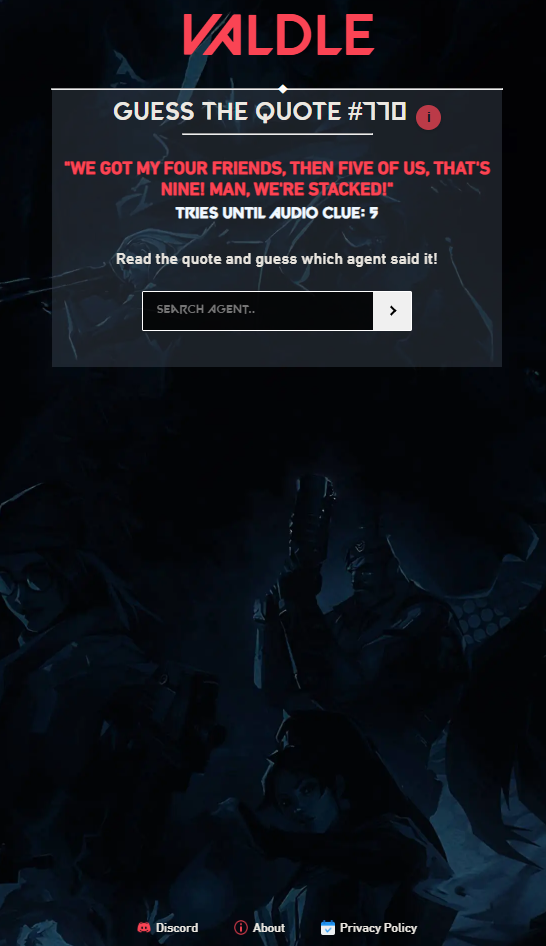 VALDLE
GUESS THE QUOTE #770
i
"WE GOT MY FOUR FRIENDS, THEN FIVE OF US, THAT'S
NINE! MAN, WE'RE STACKED!"
TRIES UNTIL AUDIO CLUE: 5
Read the quote and guess which agent said it!
SEARCH AGENT..
Discord
About
Privacy Policy